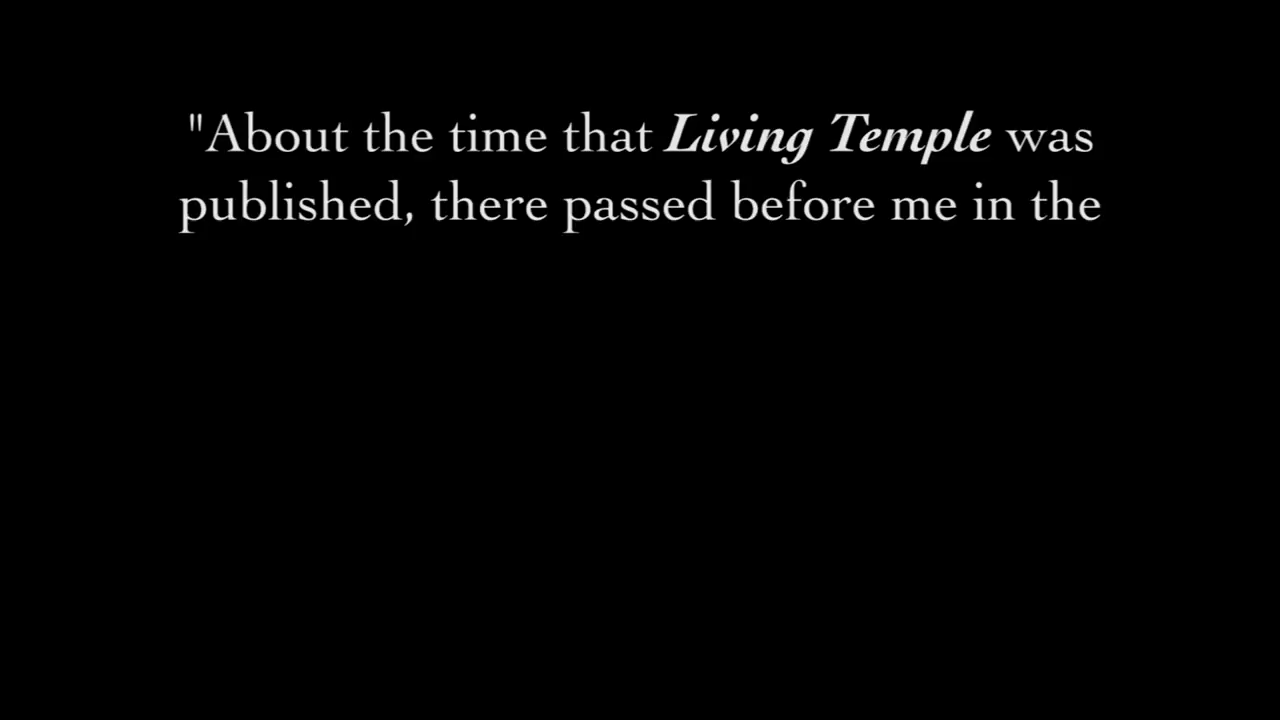 "About the time that Living Temple was
published, there passed before me in the